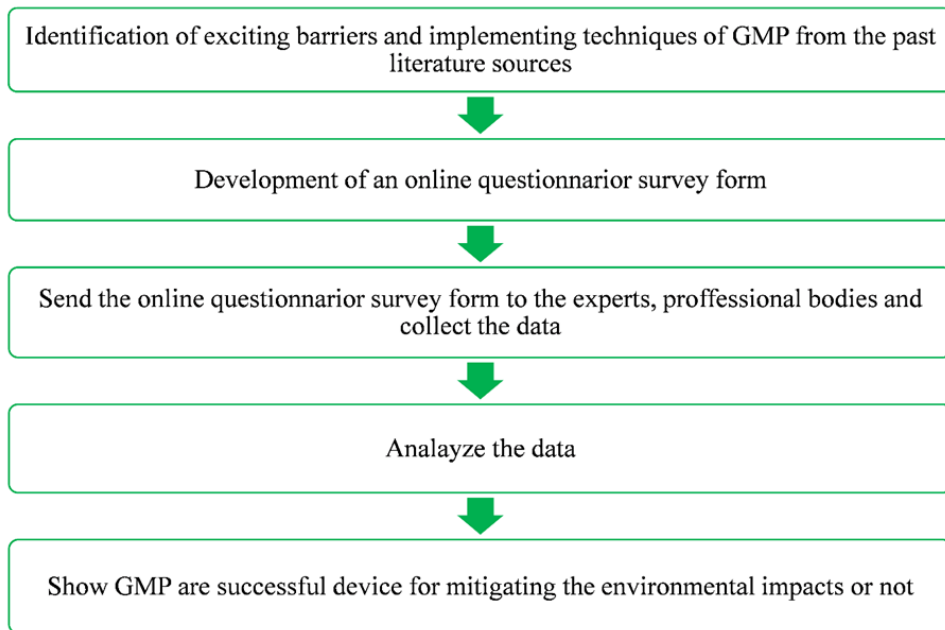 Identification of exciting barriers and implementing techniques of GMP from the past
literature sources
Development of an online questionnarior survey form
Send the online questionnarior survey form to the experts, proffessional bodies and
collect the data
Analayze the data
Show GMP are successful device for mitigating the environmental impacts or not